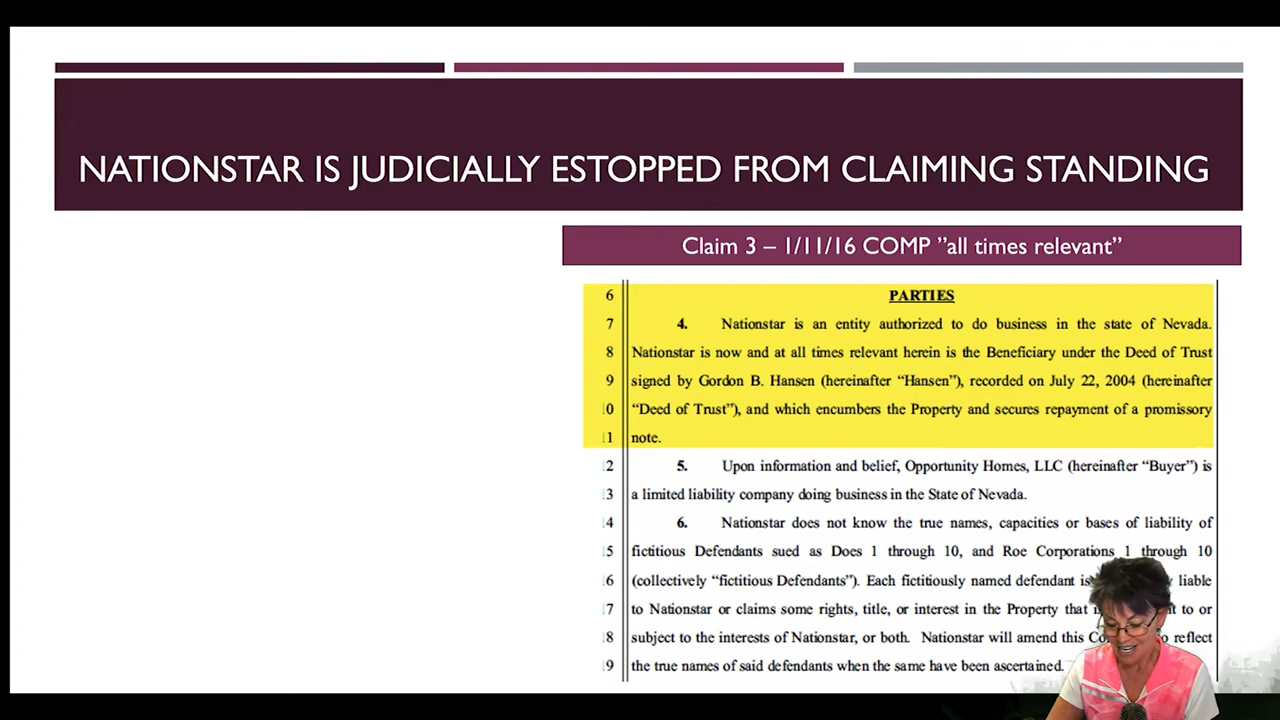 NATIONSTAR IS JUDICIALLY ESTOPPED FROM CLAIMING STANDING
Claim 3 – 1/11/16 COMP ”all times relevant”
6 PARTIES
7 4. Nationstar is an entity authorized to do business in the state of Nevada.
8 Nationstar is now and at all times relevant herein is the Beneficiary under the Deed of Trust
9 signed by Gordon B. Hansen (hereinafter “Hansen”), recorded on July 22, 2004 (hereinafter
10 “Deed of Trust”), and which encumbers the Property and secures repayment of a promissory
11 note.
12 5. Upon information and belief, Opportunity Homes, LLC (hereinafter “Buyer”) is
13 a limited liability company doing business in the State of Nevada.
14 6. Nationstar does not know the true names, capacities or bases of liability of
15 fictitious Defendants sued as Does 1 through 10, and Roe Corporations 1 through 10
16 (collectively “fictitious Defendants”). Each fictitiously named defendant is liable
17 to Nationstar or claims some rights, title, or interest in the Property that to or
18 subject to the interests of Nationstar, or both. Nationstar will amend this reflect
19 the true names of said defendants when the same have been ascertained.